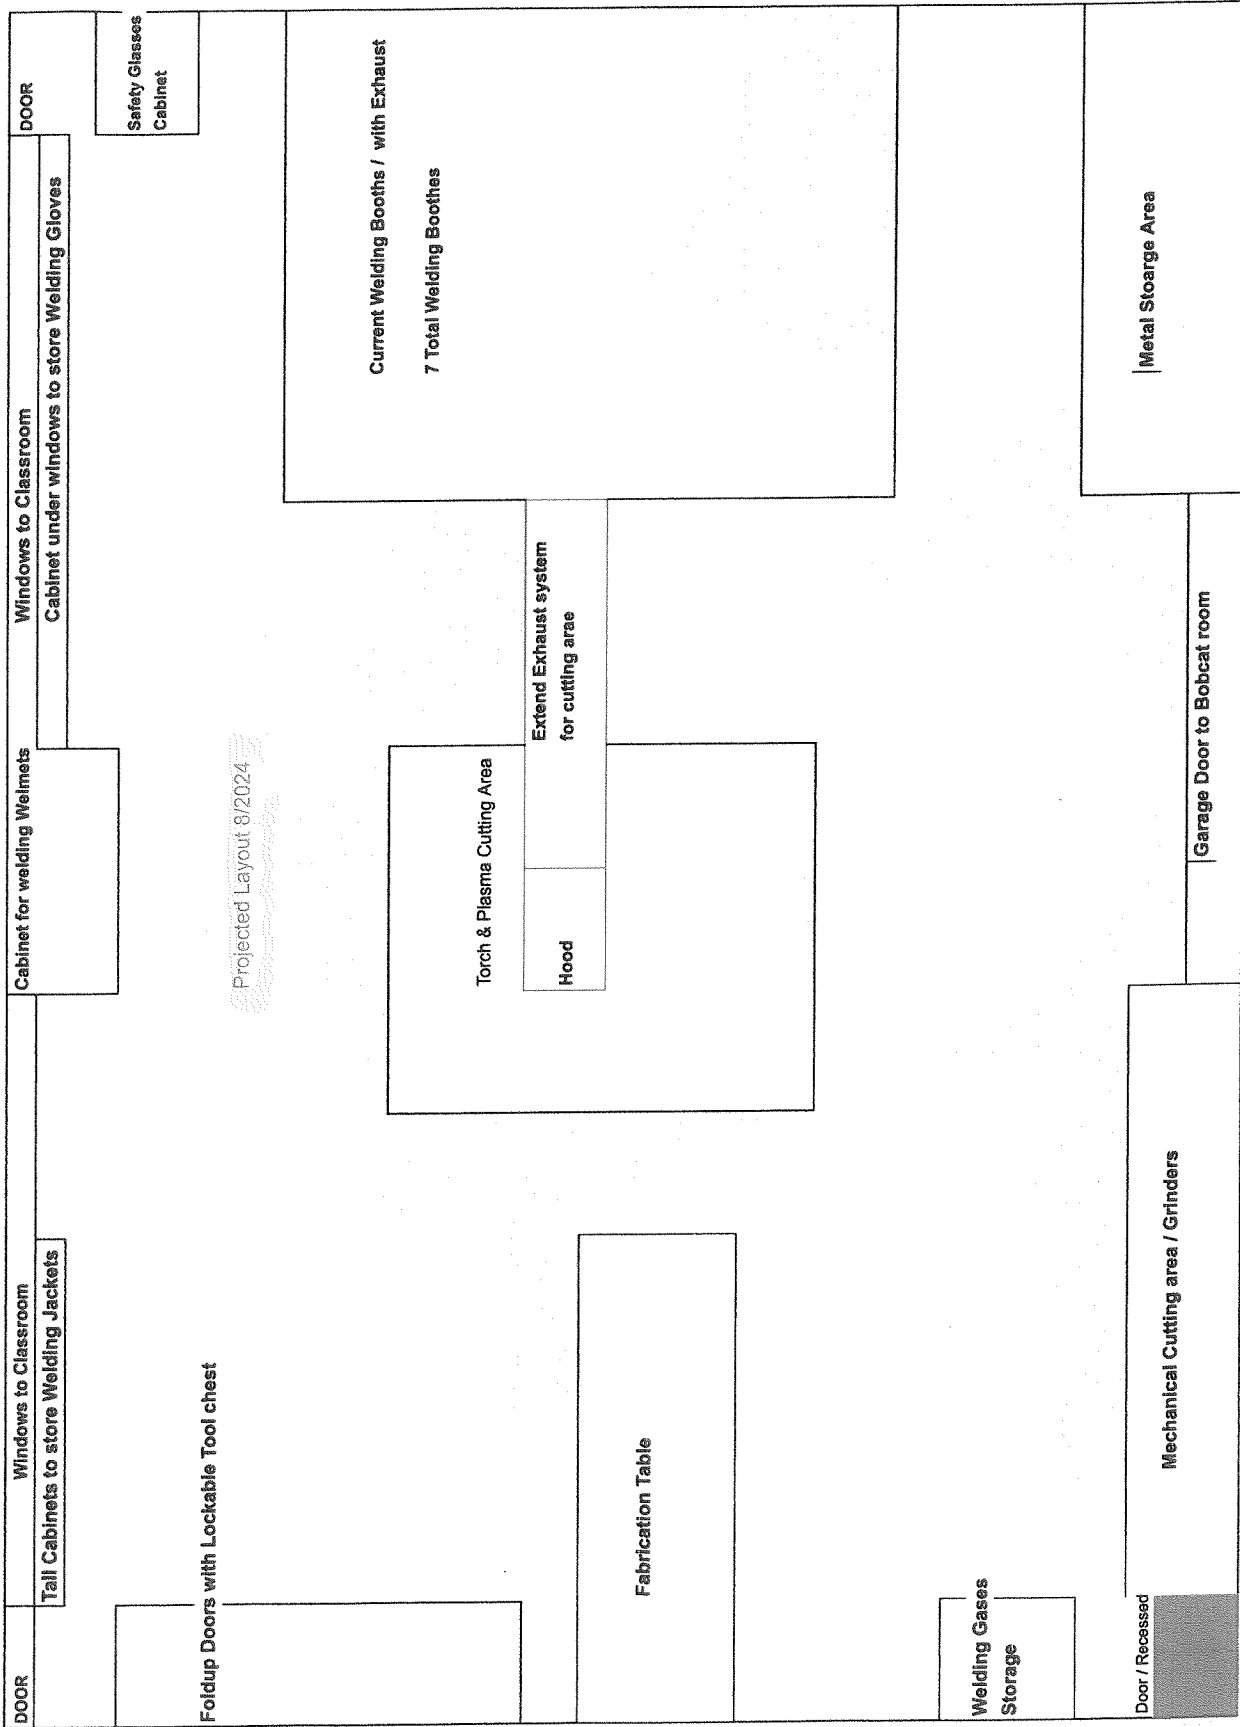 DOOR
Windows to Classroom
Cabinet for welding Welmets
Windows to Classroom
DOOR
Tall Cabinets to store Welding Jackets
Cabinet under windows to store Welding Gloves
Safety Glasses
Cabinet
Foldup Doors with Lockable Tool chest
Projected Layout 8/2024
Current Welding Booths / with Exhaust
7 Total Welding Boothes
Torch & Plasma Cutting Area
Extend Exhaust system
for cutting arae
Hood
Fabrication Table
Welding Gases
Storage
Door / Recessed
Mechanical Cutting area / Grinders
Garage Door to Bobcat room
Metal Stoarge Area